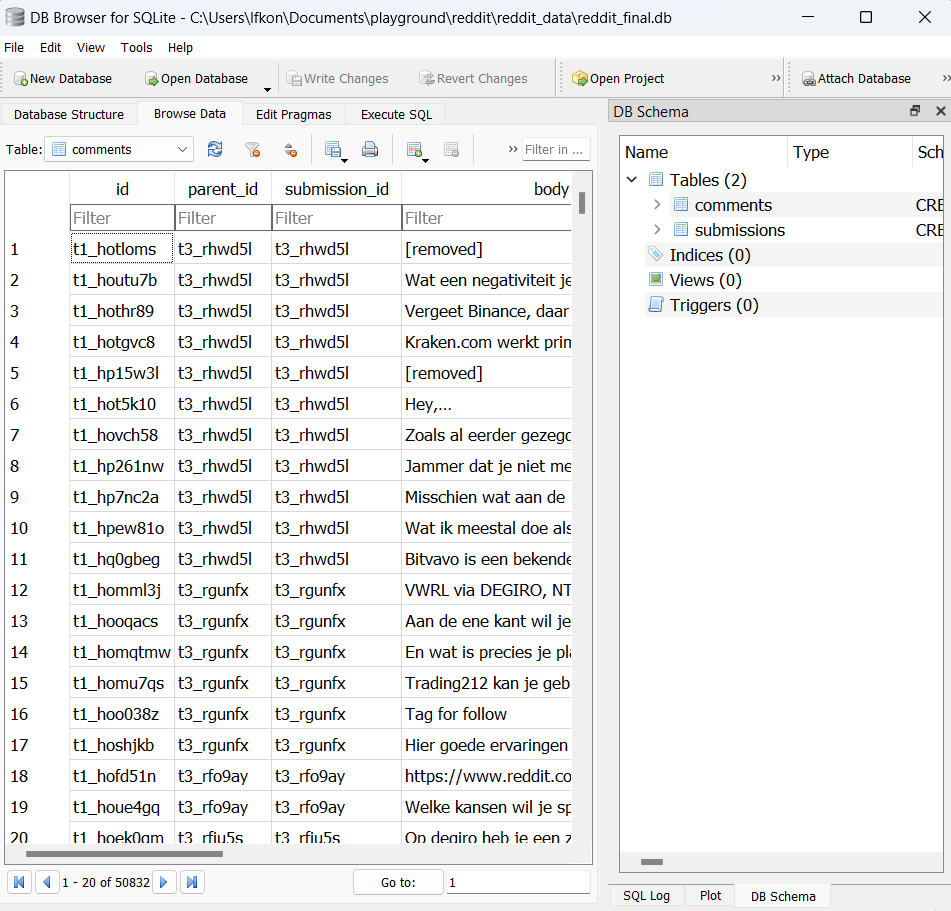 DB Browser for SQLite - C:\Users\lfkon\Documents\playground\reddit\reddit_data\reddit_final.db
File Edit View Tools Help
New Database Open Database Write Changes Revert Changes Open Project » Attach Database »
Database Structure Browse Data Edit Pragmas Execute SQL
Table: comments » Filter in ...
id parent_id submission_id body
Filter Filter Filter Filter
1 t1_hotloms t3_rhwd5l t3_rhwd5l [removed]
2 t1_houtu7b t3_rhwd5l t3_rhwd5l Wat een negativiteit je
3 t1_hothr89 t3_rhwd5l t3_rhwd5l Vergeet Binance, daar
4 t1_hotgvc8 t3_rhwd5l t3_rhwd5l Kraken.com werkt prin
5 t1_hp15w3l t3_rhwd5l t3_rhwd5l [removed]
6 t1_hot5k10 t3_rhwd5l t3_rhwd5l Hey,...
7 t1_hovch58 t3_rhwd5l t3_rhwd5l Zoals al eerder gezegd
8 t1_hp261nw t3_rhwd5l t3_rhwd5l Jammer dat je niet me
9 t1_hp7nc2a t3_rhwd5l t3_rhwd5l Misschien wat aan de
10 t1_hpew81o t3_rhwd5l t3_rhwd5l Wat ik meestal doe als
11 t1_hq0gbeg t3_rhwd5l t3_rhwd5l Bitvavo is een bekende
12 t1_homml3j t3_rgunfx t3_rgunfx VWRL via DEGIRO, NT
13 t1_hooqacs t3_rgunfx t3_rgunfx Aan de ene kant wil je
14 t1_homqtmw t3_rgunfx t3_rgunfx En wat is precies je pla
15 t1_homu7qs t3_rgunfx t3_rgunfx Trading212 kan je geb
16 t1_hoo038z t3_rgunfx t3_rgunfx Tag for follow
17 t1_hoshjkb t3_rgunfx t3_rgunfx Hier goede ervaringen
18 t1_hofd51n t3_rfo9ay t3_rfo9ay https://www.reddit.co
19 t1_houe4gq t3_rfo9ay t3_rfo9ay Welke kansen wil je sp
20 t1_hoek0qm t3_rfiu5s t3_rfiu5s Op degiro heb je een z
1 - 20 of 50832 Go to: 1
DB Schema
Name Type Sch
Tables (2)
comments CRE
submissions CRE
Indices (0)
Views (0)
Triggers (0)
SQL Log Plot DB Schema